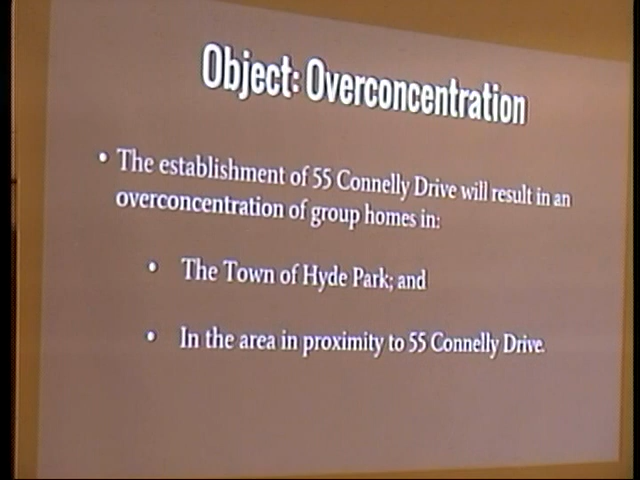 Object: Overconcentration
• The establishment of 55 Connelly Drive will result in an
overconcentration of group homes in:
• The Town of Hyde Park; and
• In the area in proximity to 55 Connelly Drive.